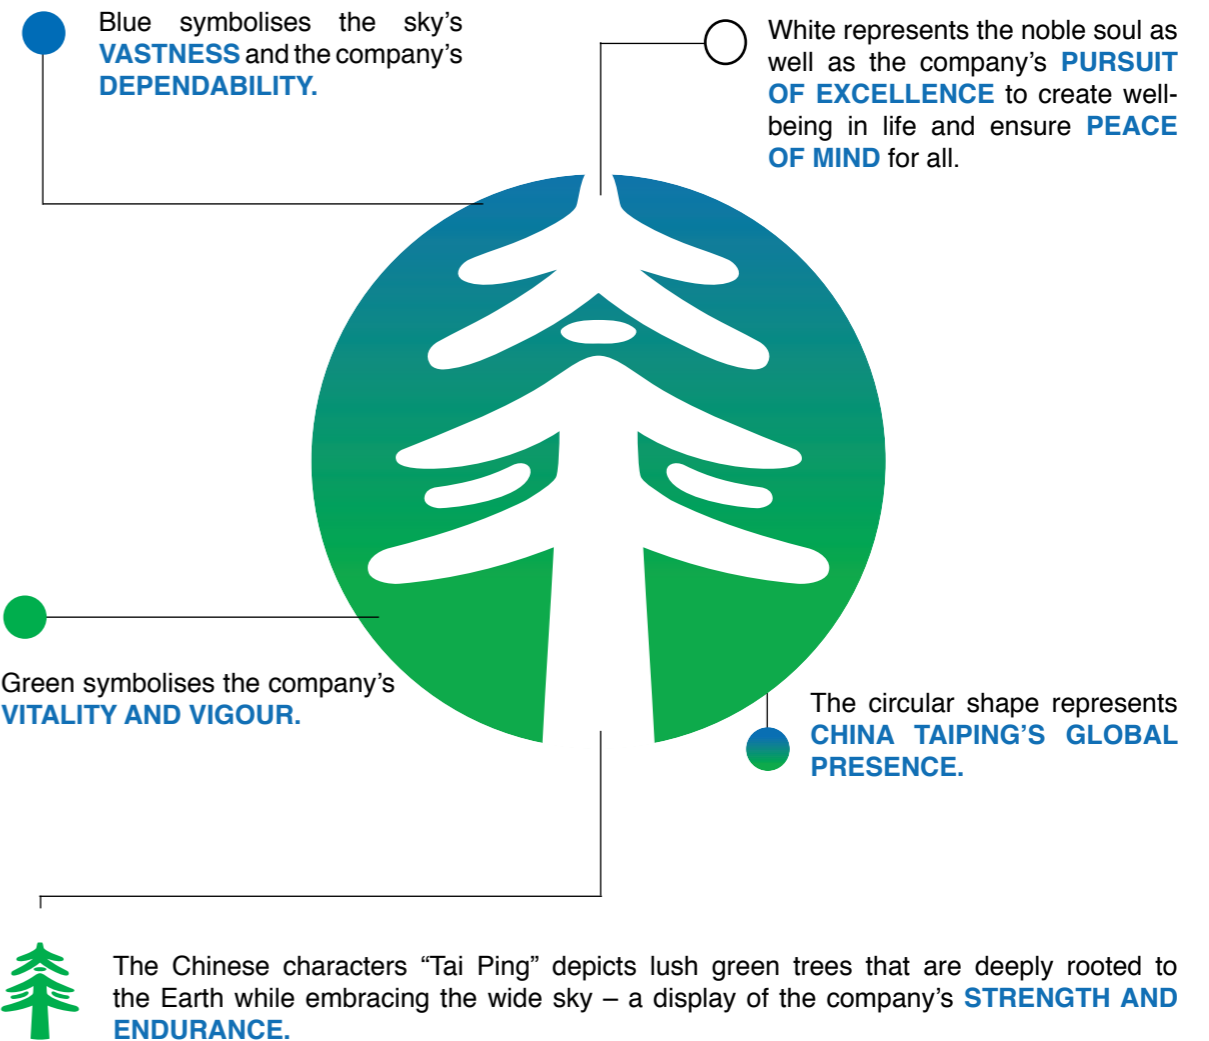 Blue symbolises the sky’s
VASTNESS and the company’s
DEPENDABILITY.
White represents the noble soul as
well as the company’s PURSUIT
OF EXCELLENCE to create well-
being in life and ensure PEACE
OF MIND for all.
Green symbolises the company’s
VITALITY AND VIGOUR.
The circular shape represents
CHINA TAIPING’S GLOBAL
PRESENCE.
The Chinese characters “Tai Ping” depicts lush green trees that are deeply rooted to
the Earth while embracing the wide sky – a display of the company’s STRENGTH AND
ENDURANCE.